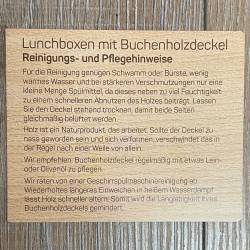 Lunchboxen mit Buchenholzdeckel
Reinigungs- und Pflegehinweise
Für die Reinigung genügen Schwamm oder Bürste, wenig
warmes Wasser und bei stärkeren Verschmutzungen nur eine
kleine Menge Spülmittel, da dieses neben zu viel Feuchtigkeit
zu einem schnelleren Abnutzen des Holzes beiträgt. Lassen
Sie den Deckel stehend trocknen, damit beide Seiten
gleichmäßig belüftet werden.
Holz ist ein Naturprodukt, das arbeitet. Sollte der Deckel zu
nass geworden sein und sich verformen, verschwindet das in
der Regel nach einer Weile von allein.
Wir empfehlen, Buchenholzdeckel regelmäßig mit etwas Lein-
oder Olivenöl zu pflegen.
Wir raten von einer Geschirrspülmaschinenreinigung ab.
Wiederholtes längeres Einweichen in heißem Wasserdampf
lässt Holz schneller altern. Somit wird die Langlebigkeit Ihres
Buchenholzdeckels gemindert.